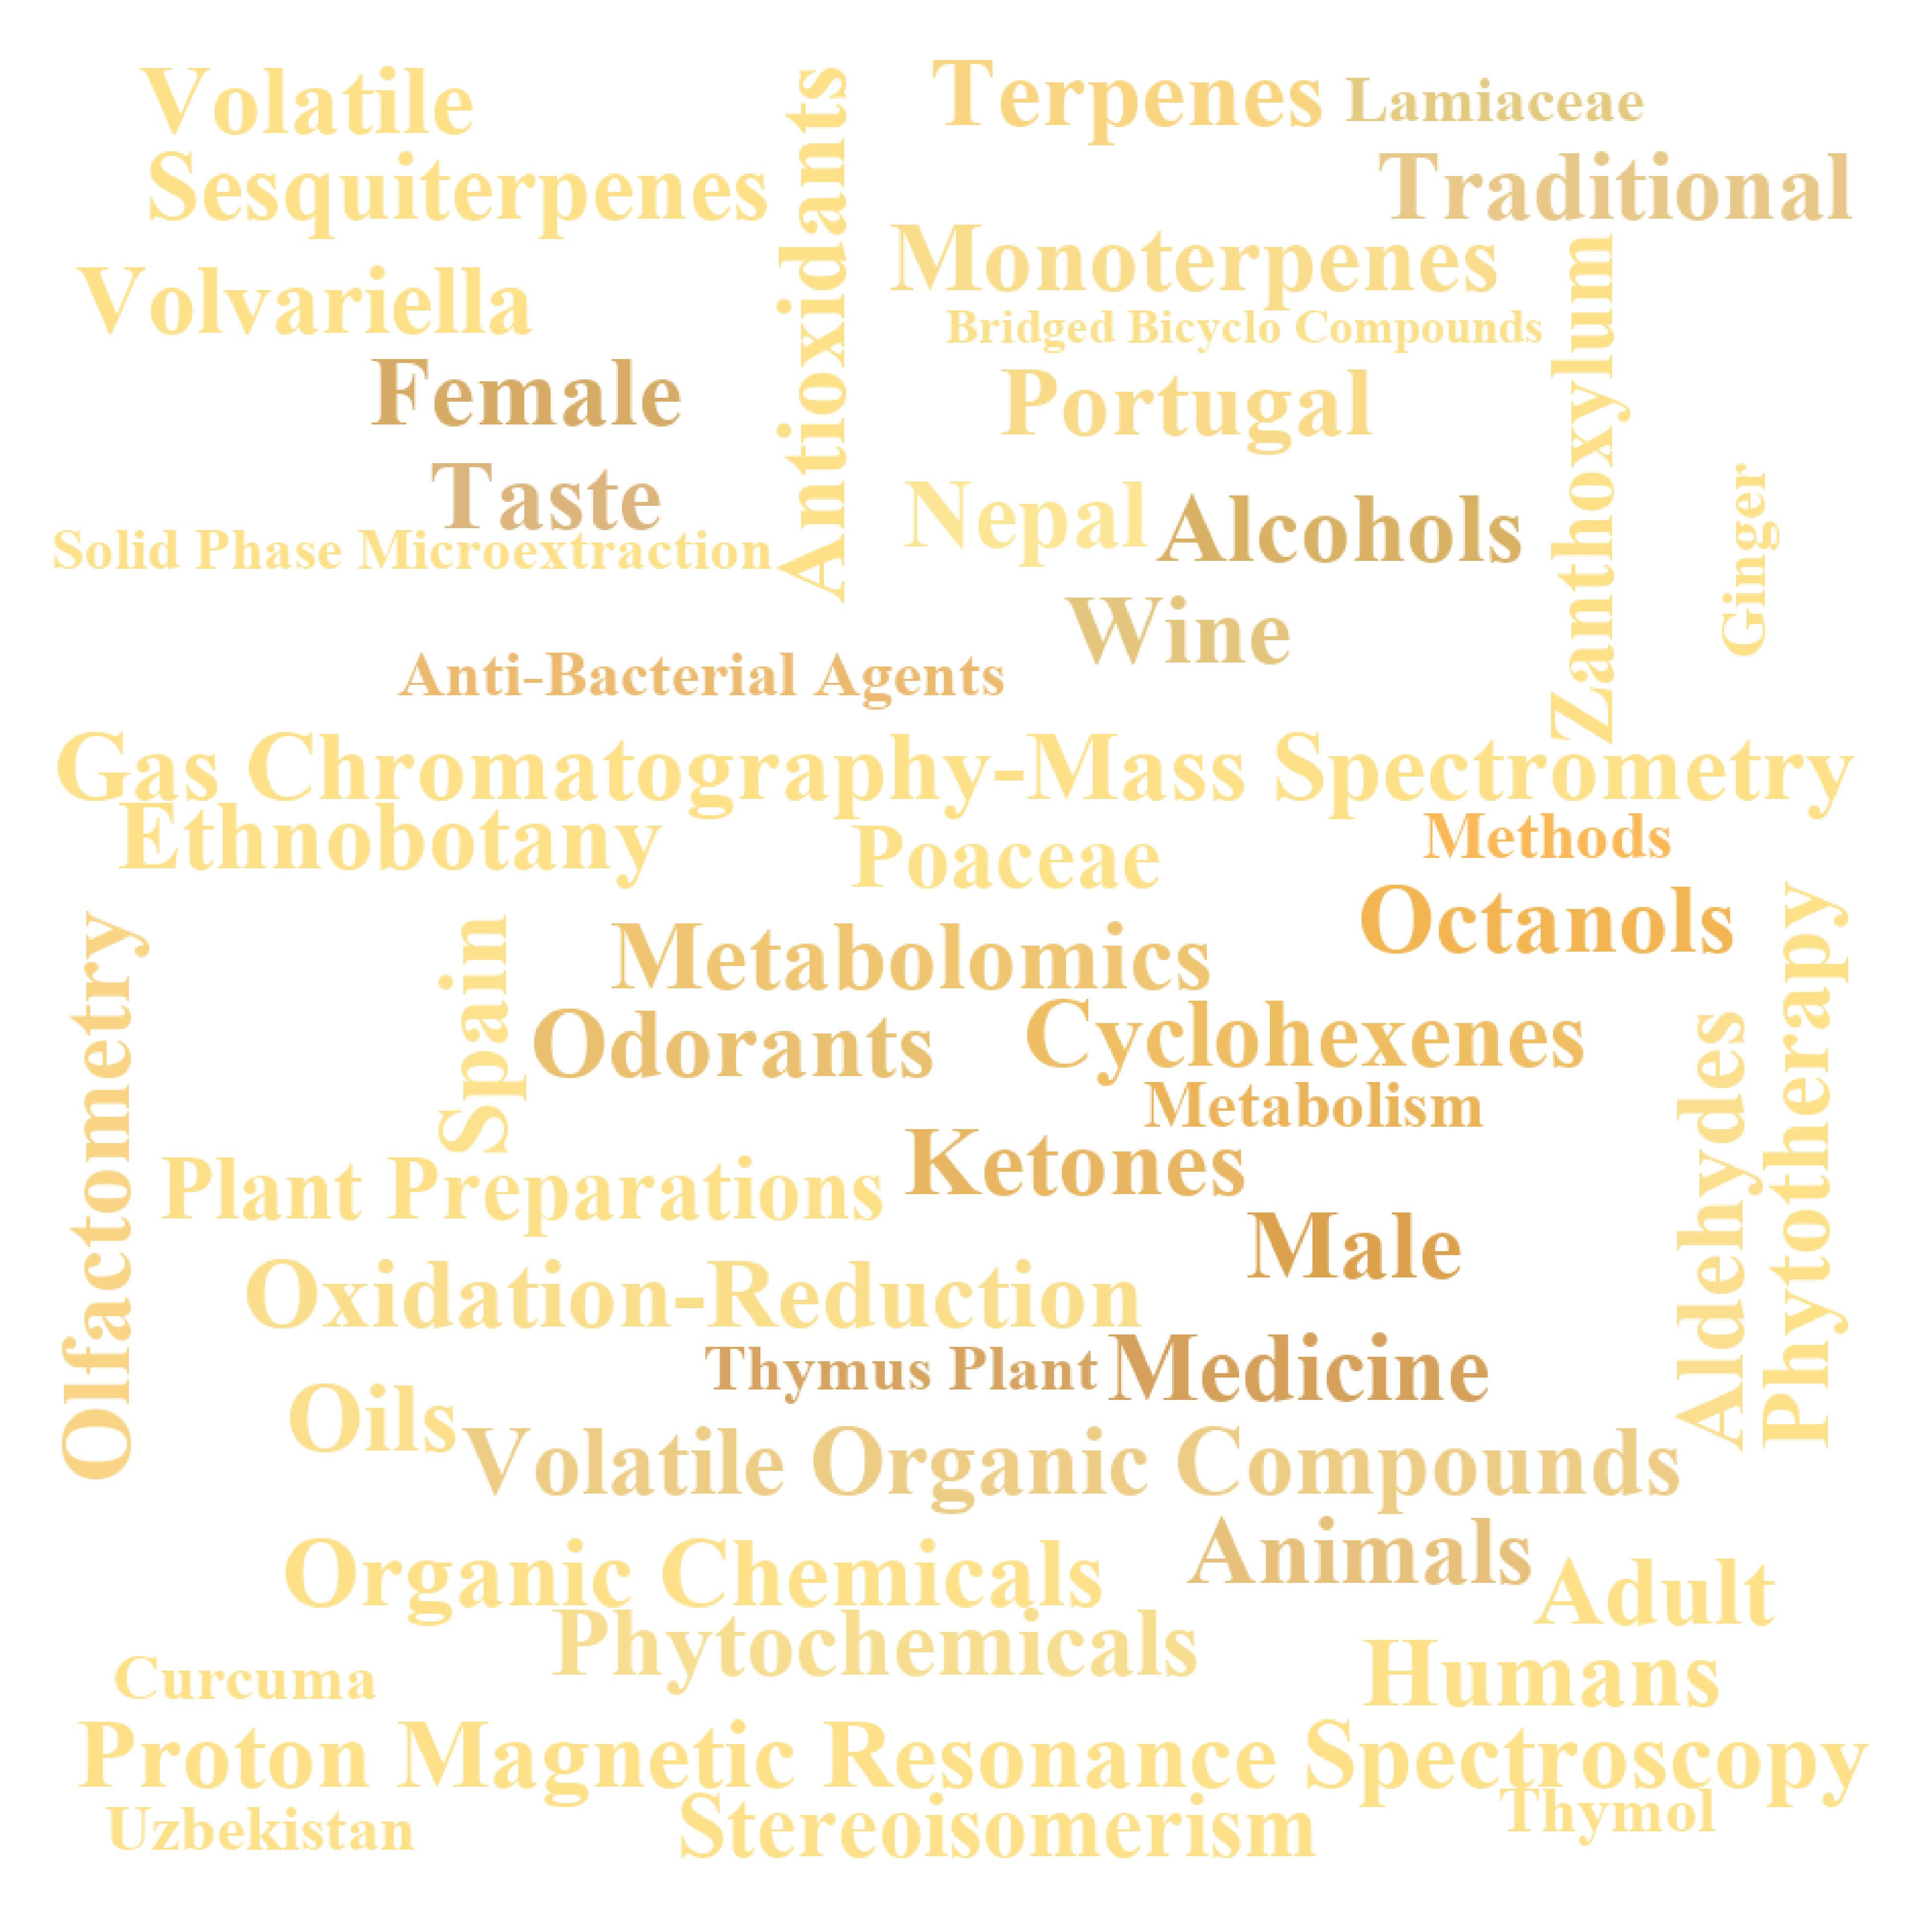 Volatile
Terpenes
Lamiaceae
Antioxidants
Sesquiterpenes
Traditional
Monoterpenes
Volvariella
Zanthoxylum
Bridged Bicyclo Compounds
Female
Portugal
Taste
Nepal
Alcohols
Ginger
Solid Phase Microextraction
Wine
Anti-Bacterial Agents
Gas Chromatography-Mass Spectrometry
Ethnobotany
Poaceae
Methods
Octanols
Phytotherapy
Olfactometry
Spain
Metabolomics
Cyclohexenes
Odorants
Aldehydes
Metabolism
Ketones
Plant Preparations
Male
Oxidation-Reduction
Thymus Plant
Medicine
Oils
Volatile Organic Compounds
Animals
Organic Chemicals
Adult
Phytochemicals
Humans
Curcuma
Proton Magnetic Resonance Spectroscopy
Thymol
Uzbekistan
Stereoisomerism